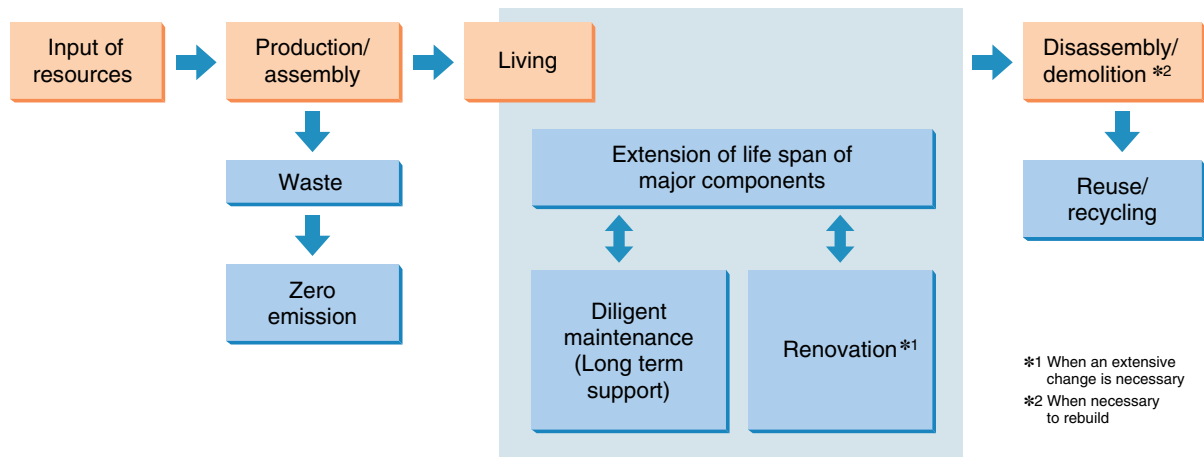 Input of
resources
Production/
assembly
Living
Disassembly/
demolition *2
Waste
Extension of life span of
major components
Reuse/
recycling
Zero
emission
Diligent
maintenance
(Long term
support)
Renovation*1
*1 When an extensive
change is necessary
*2 When necessary
to rebuild